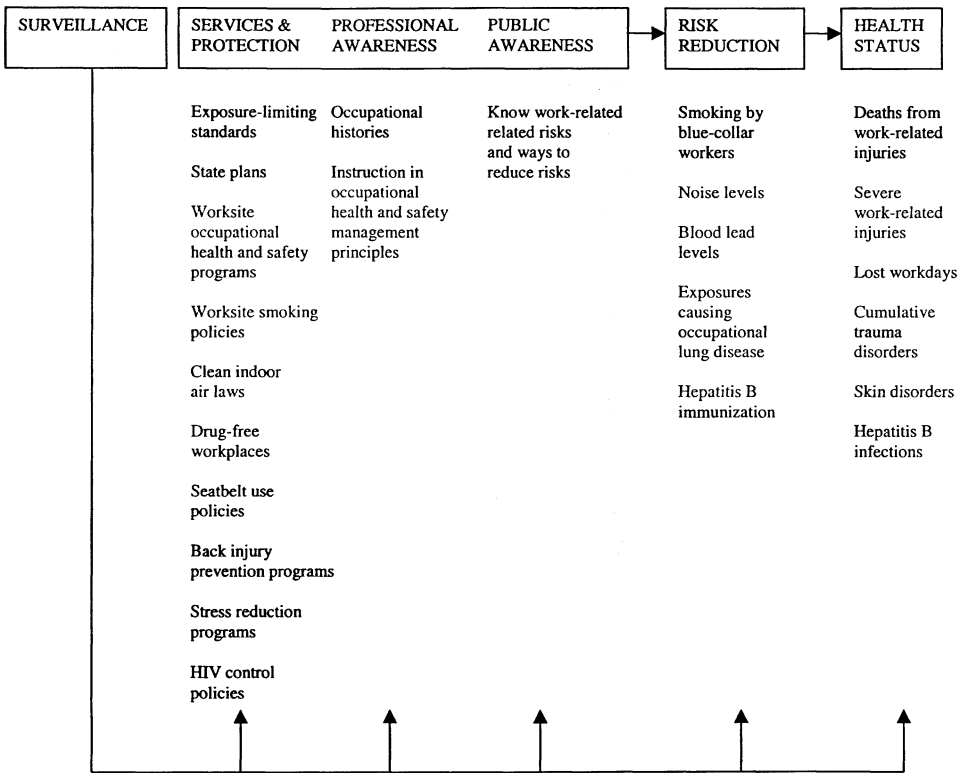 SURVEILLANCE
SERVICES &
PROTECTION
PROFESSIONAL
AWARENESS
PUBLIC
AWARENESS
RISK
REDUCTION
HEALTH
STATUS
Exposure-limiting
standards
State plans
Worksite
occupational
health and safety
programs
Worksite smoking
policies
Clean indoor
air laws
Drug-free
workplaces
Seatbelt use
policies
Back injury
prevention programs
Stress reduction
programs
HIV control
policies
Occupational
histories
Instruction in
occupational
health and safety
management
principles
Know work-related
related risks
and ways to
reduce risks
Smoking by
blue-collar
workers
Noise levels
Blood lead
levels
Exposures
causing
occupational
lung disease
Hepatitis B
immunization
Deaths from
work-related
injuries
Severe
work-related
injuries
Lost workdays
Cumulative
trauma
disorders
Skin disorders
Hepatitis B
infections